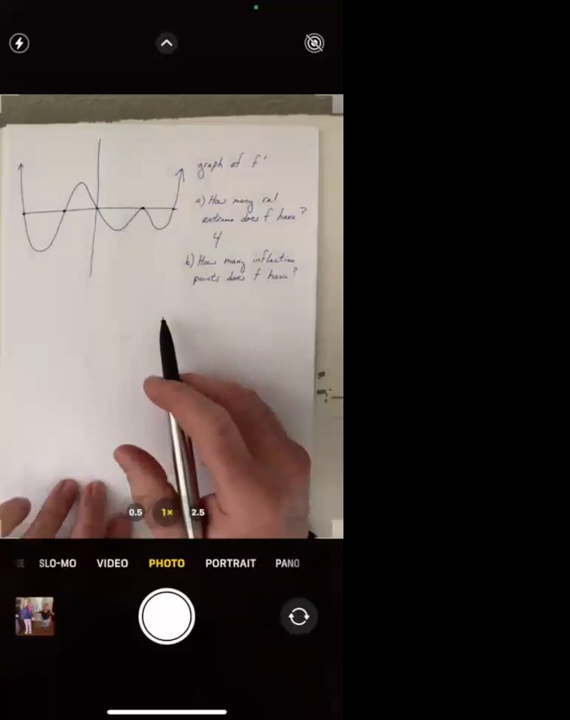 graph of f'
a) How many rel
extrema does f have?
4
b) How many inflection
points does f have?
0.5 1× 2.5
SLO-MO VIDEO PHOTO PORTRAIT PANO